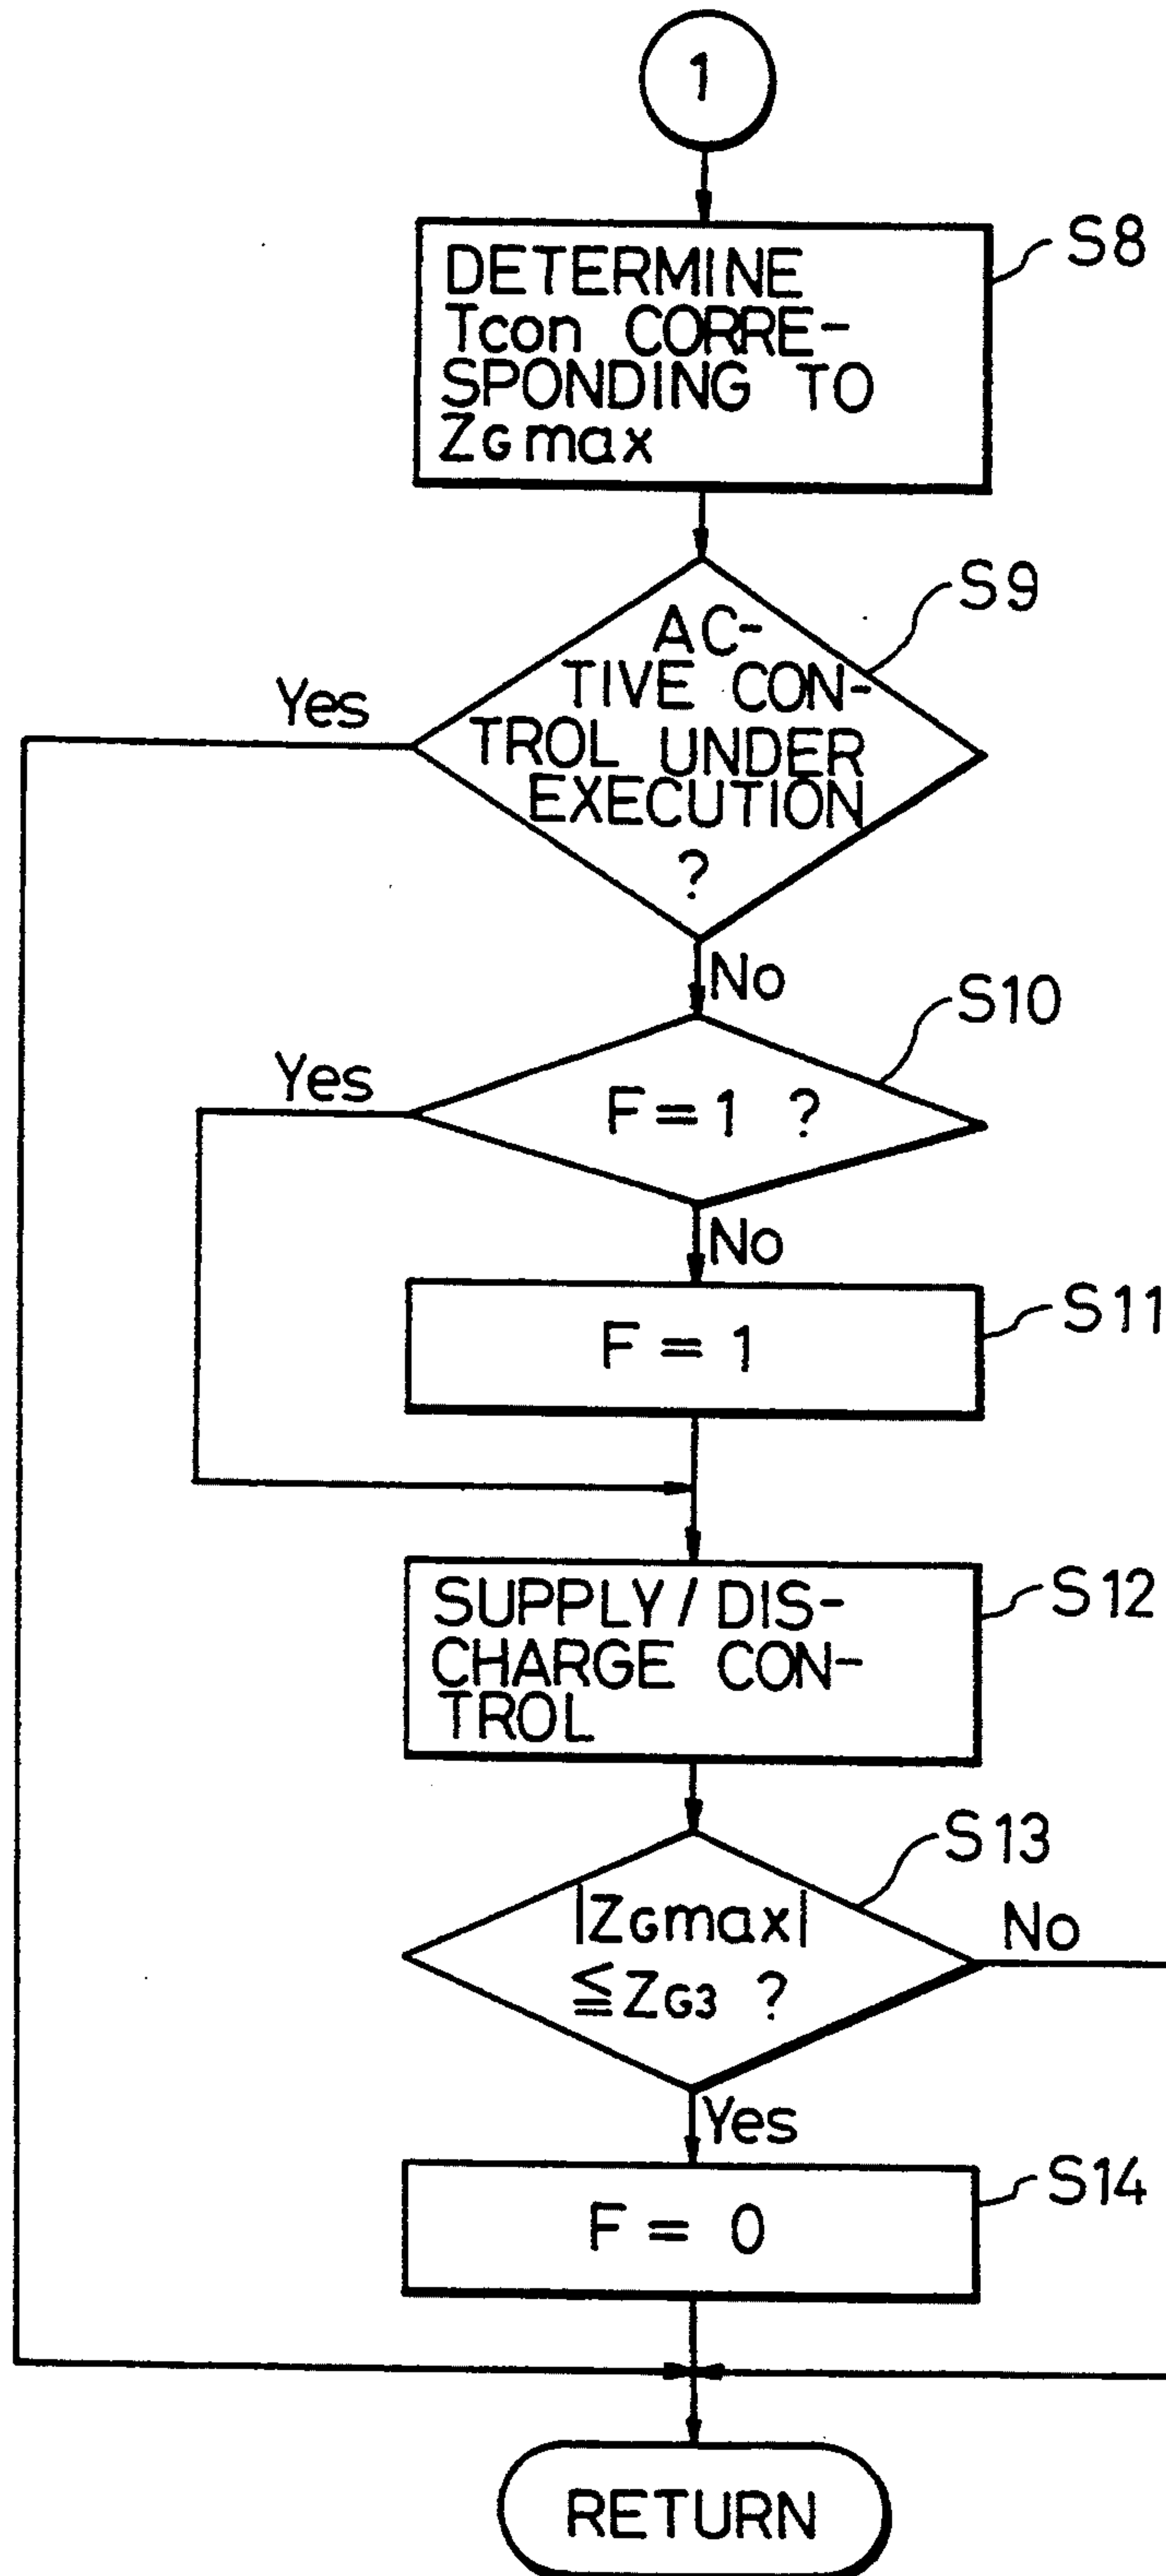 1
S8
DETERMINE
Tcon CORRE-
SPONDING TO
ZGmax
S9
AC-
TIVE CON-
TROL UNDER
EXECUTION
?
Yes
No
S10
F=1 ?
Yes
No
S11
F=1
S12
SUPPLY/DIS-
CHARGE CON-
TROL
S13
|ZGmax|
≦ZG3 ?
No
Yes
S14
F= 0
RETURN